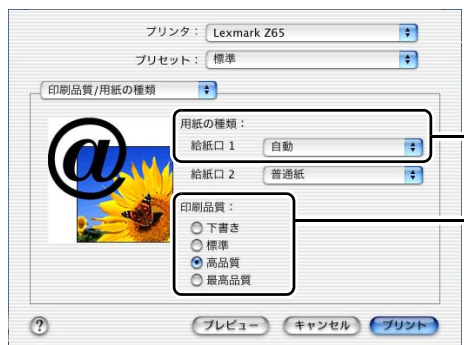 プリンタ： Lexmark Z65
プリセット： 標準
印刷品質/用紙の種類
@
用紙の種類：
給紙口 1 自動
給紙口 2 普通紙
印刷品質：
下書き
標準
高品質
最高品質
? プレビュー キャンセル プリント